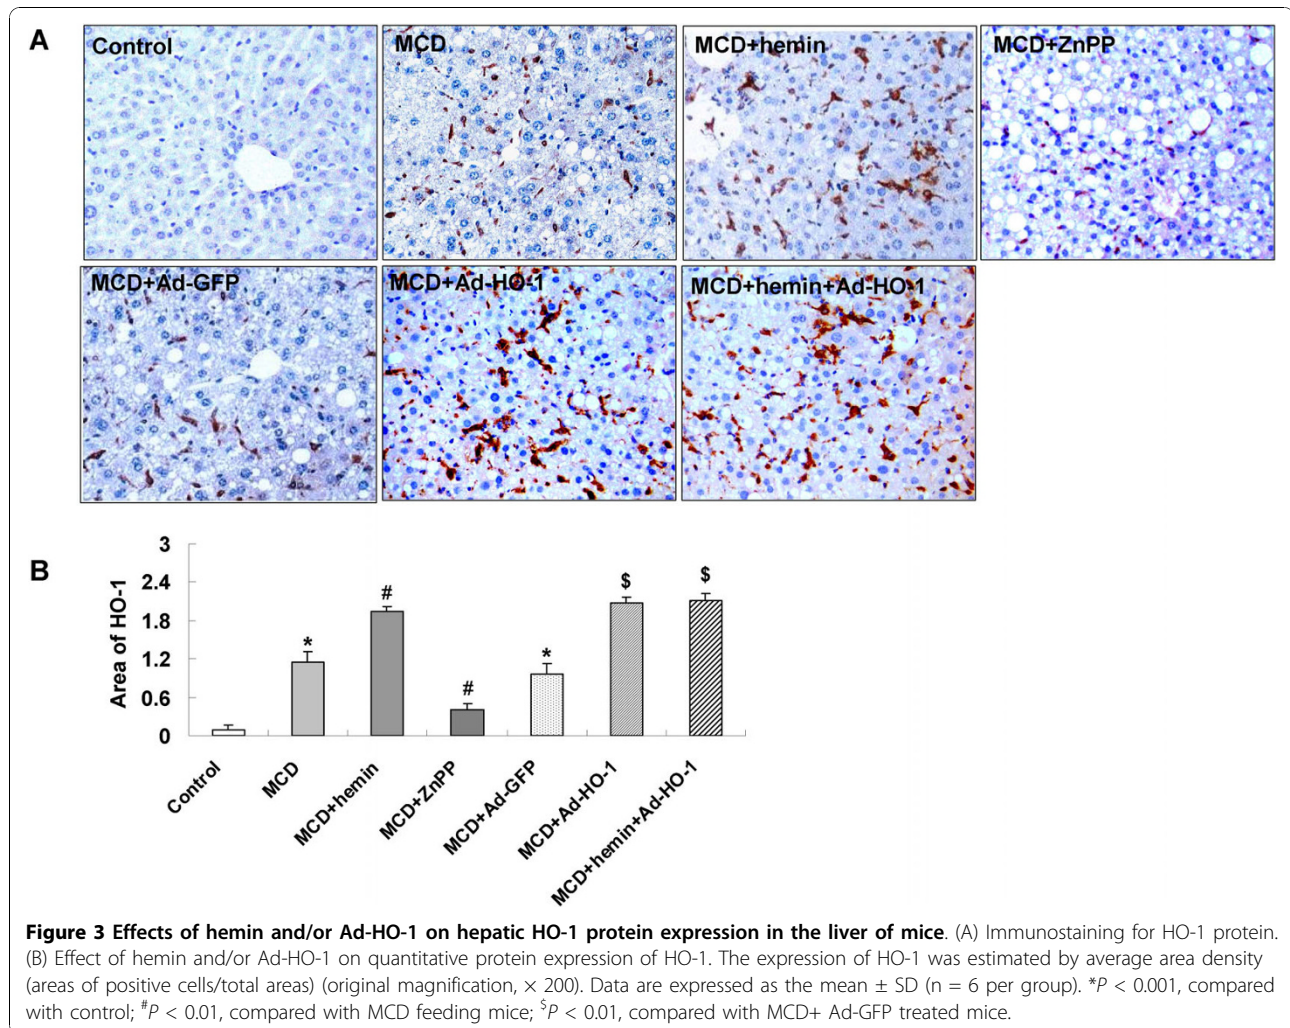 A
Control
MCD
MCD+hemin
MCD+ZnPP
MCD+Ad-GFP
MCD+Ad-HO-1
MCD+hemin+Ad-HO-1
B
Area of HO-1
3
2.4
1.8
1.2
0.6
0
*
#
#
*
$
$
Control
MCD
MCD+hemin
MCD+ZnPP
MCD+Ad-GFP
MCD+Ad-HO-1
MCD+hemin+Ad-HO-1
Figure 3 Effects of hemin and/or Ad-HO-1 on hepatic HO-1 protein expression in the liver of mice. (A) Immunostaining for HO-1 protein.
(B) Effect of hemin and/or Ad-HO-1 on quantitative protein expression of HO-1. The expression of HO-1 was estimated by average area density
(areas of positive cells/total areas) (original magnification, × 200). Data are expressed as the mean ± SD (n = 6 per group). *P < 0.001, compared
with control; #P < 0.01, compared with MCD feeding mice; $P < 0.01, compared with MCD+ Ad-GFP treated mice.